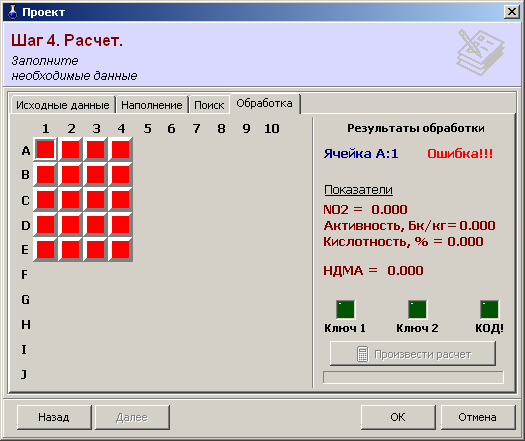 Проект
Шаг 4. Расчет.
Заполните
необходимые данные
Исходные данные Наполнение Поиск Обработка
1 2 3 4 5 6 7 8 9 10
A
B
C
D
E
F
G
H
I
J
Результаты обработки
Ячейка A:1 Ошибка!!!
Показатели
NO2 = 0.000
Активность, Бк/кг= 0.000
Кислотность, % = 0.000
НДМА = 0.000
Ключ 1 Ключ 2 КОД!
Произвести расчет
Назад Далее OK Отмена